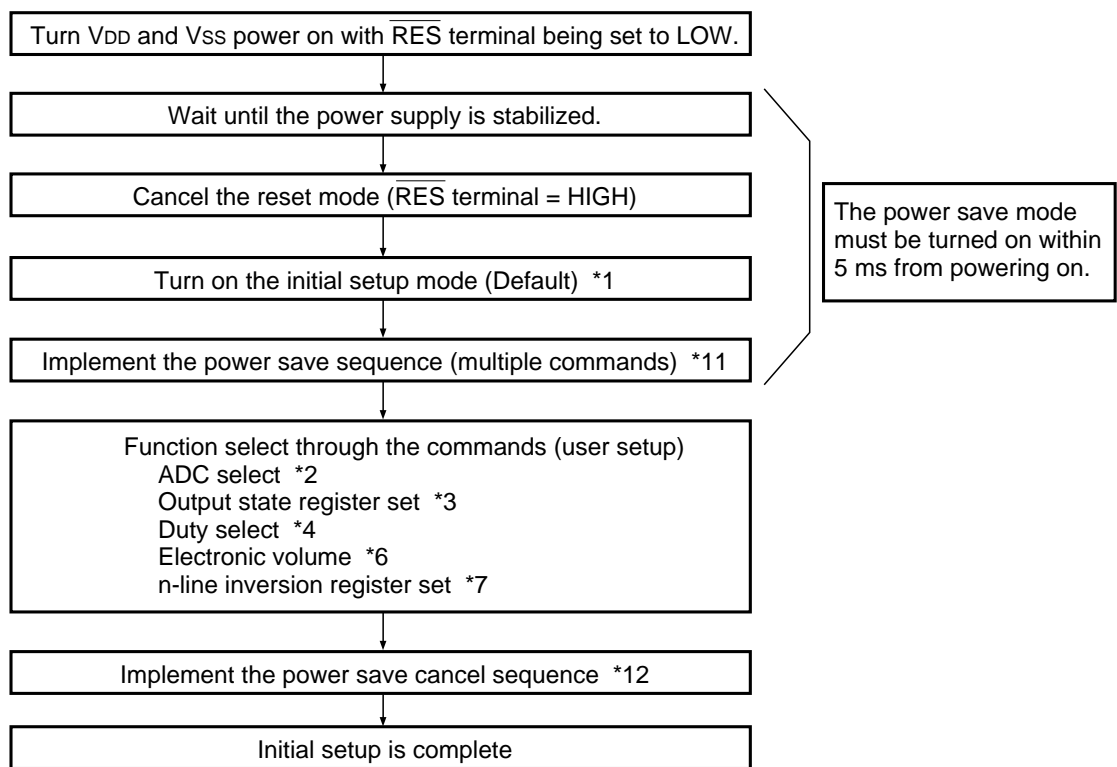 Turn VDD and VSS power on with RES terminal being set to LOW.
Wait until the power supply is stabilized.
Cancel the reset mode (RES terminal = HIGH)
Turn on the initial setup mode (Default) *1
Implement the power save sequence (multiple commands) *11
The power save mode
must be turned on within
5 ms from powering on.
Function select through the commands (user setup)
ADC select *2
Output state register set *3
Duty select *4
Electronic volume *6
n-line inversion register set *7
Implement the power save cancel sequence *12
Initial setup is complete